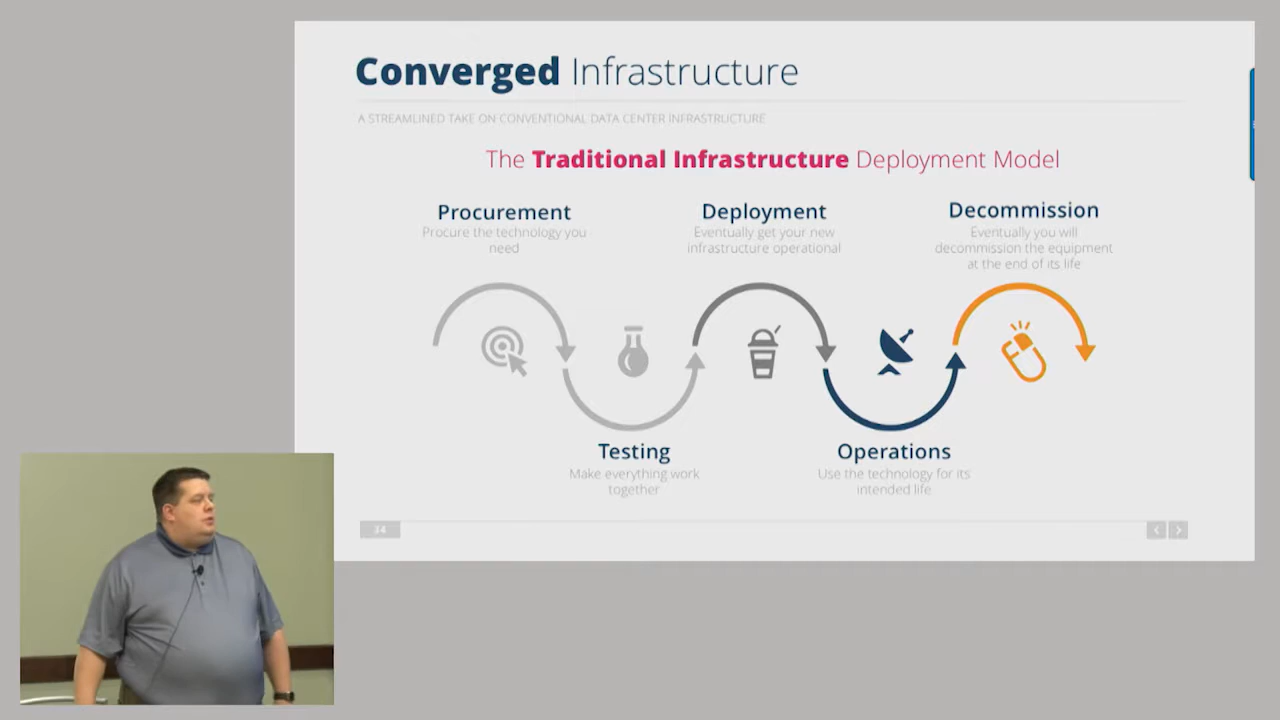 Converged Infrastructure
A STREAMLINED TAKE ON CONVENTIONAL DATA CENTER INFRASTRUCTURE
The Traditional Infrastructure Deployment Model
Procurement
Procure the technology you
need
Deployment
Eventually get your new
infrastructure operational
Decommission
Eventually you will
decommission the equipment
at the end of its life
Testing
Make everything work
together
Operations
Use the technology for its
intended life
34